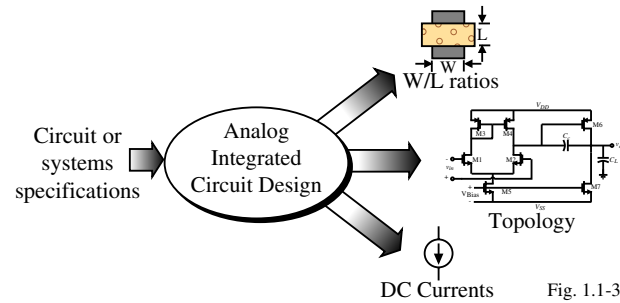 L
W
W/L ratios
Circuit or
systems
specifications
Analog
Integrated
Circuit Design
VDD
M3
M4
M6
Cc
CL
M1
M2
vin
-
+
+
VBias
-
M5
M7
VSS
Topology
DC Currents
Fig. 1.1-3